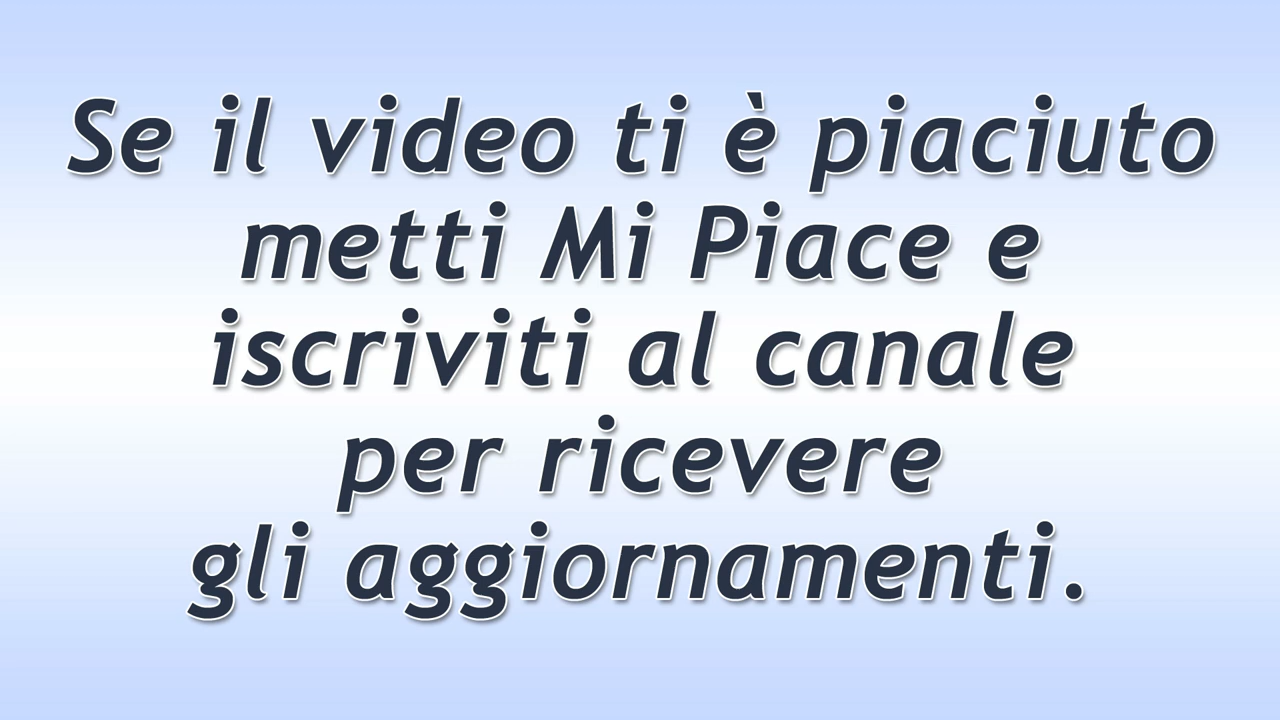 Se il video ti è piaciuto
metti Mi Piace e
iscriviti al canale
per ricevere
gli aggiornamenti.